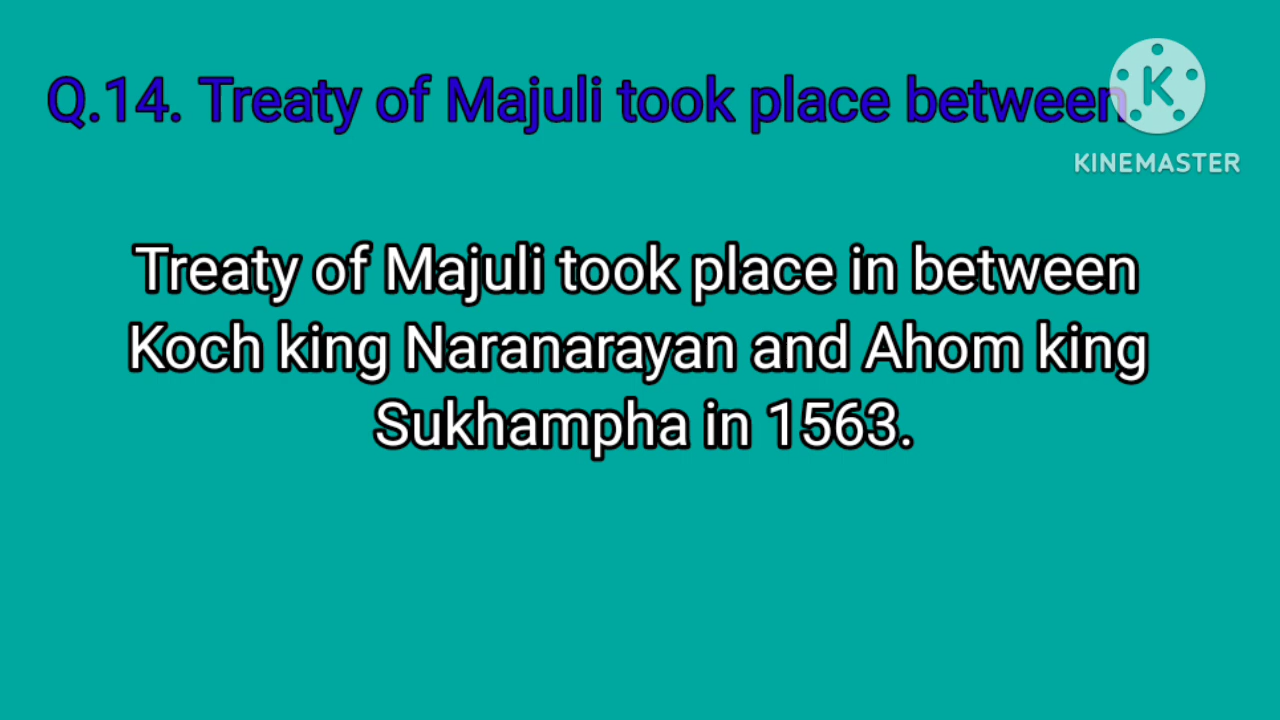 Q.14. Treaty of Majuli took place between
K
KINEMASTER
Treaty of Majuli took place in between
Koch king Naranarayan and Ahom king
Sukhampha in 1563.